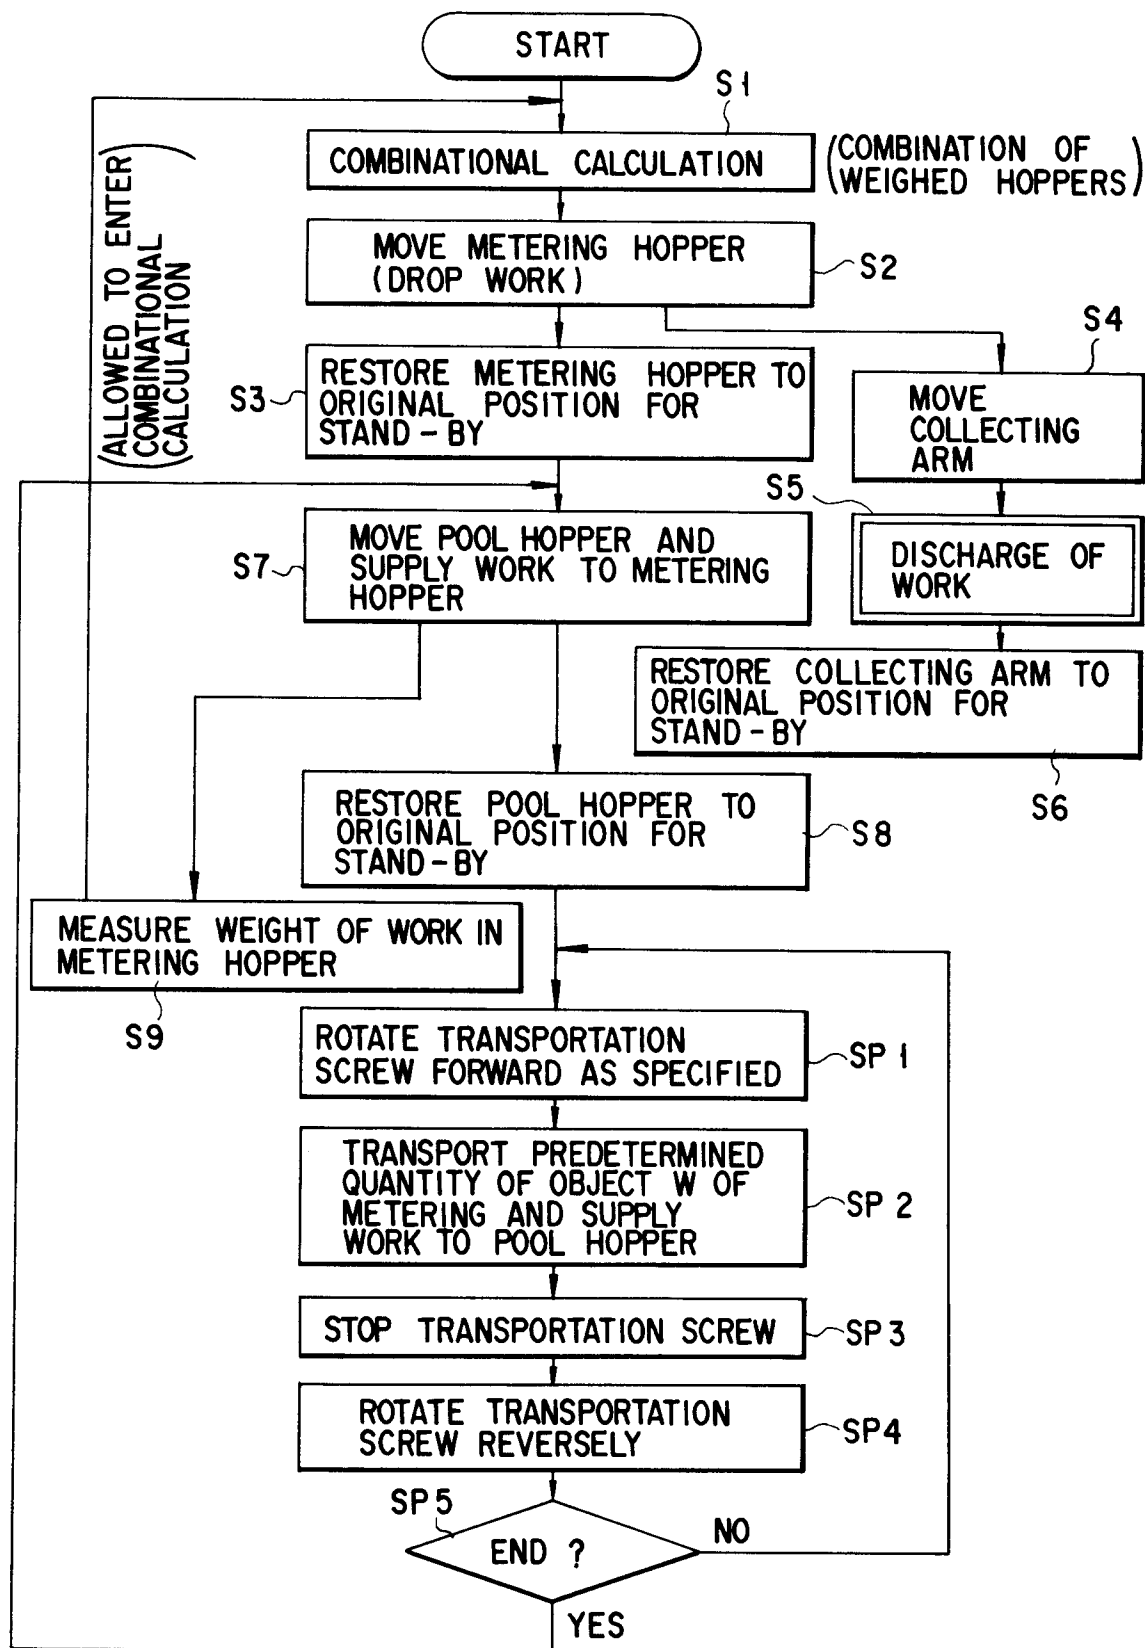 START
S1
COMBINATIONAL CALCULATION
(COMBINATION OF
WEIGHED HOPPERS)
(ALLOWED TO ENTER
COMBINATIONAL
CALCULATION)
MOVE METERING HOPPER
(DROP WORK)
S2
S3
RESTORE METERING HOPPER TO
ORIGINAL POSITION FOR
STAND-BY
S4
MOVE
COLLECTING
ARM
S5
DISCHARGE OF
WORK
S7
MOVE POOL HOPPER AND
SUPPLY WORK TO METERING
HOPPER
RESTORE COLLECTING ARM TO
ORIGINAL POSITION FOR
STAND-BY
S6
RESTORE POOL HOPPER TO
ORIGINAL POSITION FOR
STAND-BY
S8
MEASURE WEIGHT OF WORK IN
METERING HOPPER
S9
ROTATE TRANSPORTATION
SCREW FORWARD AS SPECIFIED
SP1
TRANSPORT PREDETERMINED
QUANTITY OF OBJECT W OF
METERING AND SUPPLY
WORK TO POOL HOPPER
SP2
STOP TRANSPORTATION SCREW
SP3
ROTATE TRANSPORTATION
SCREW REVERSELY
SP4
SP5
END ?
NO
YES